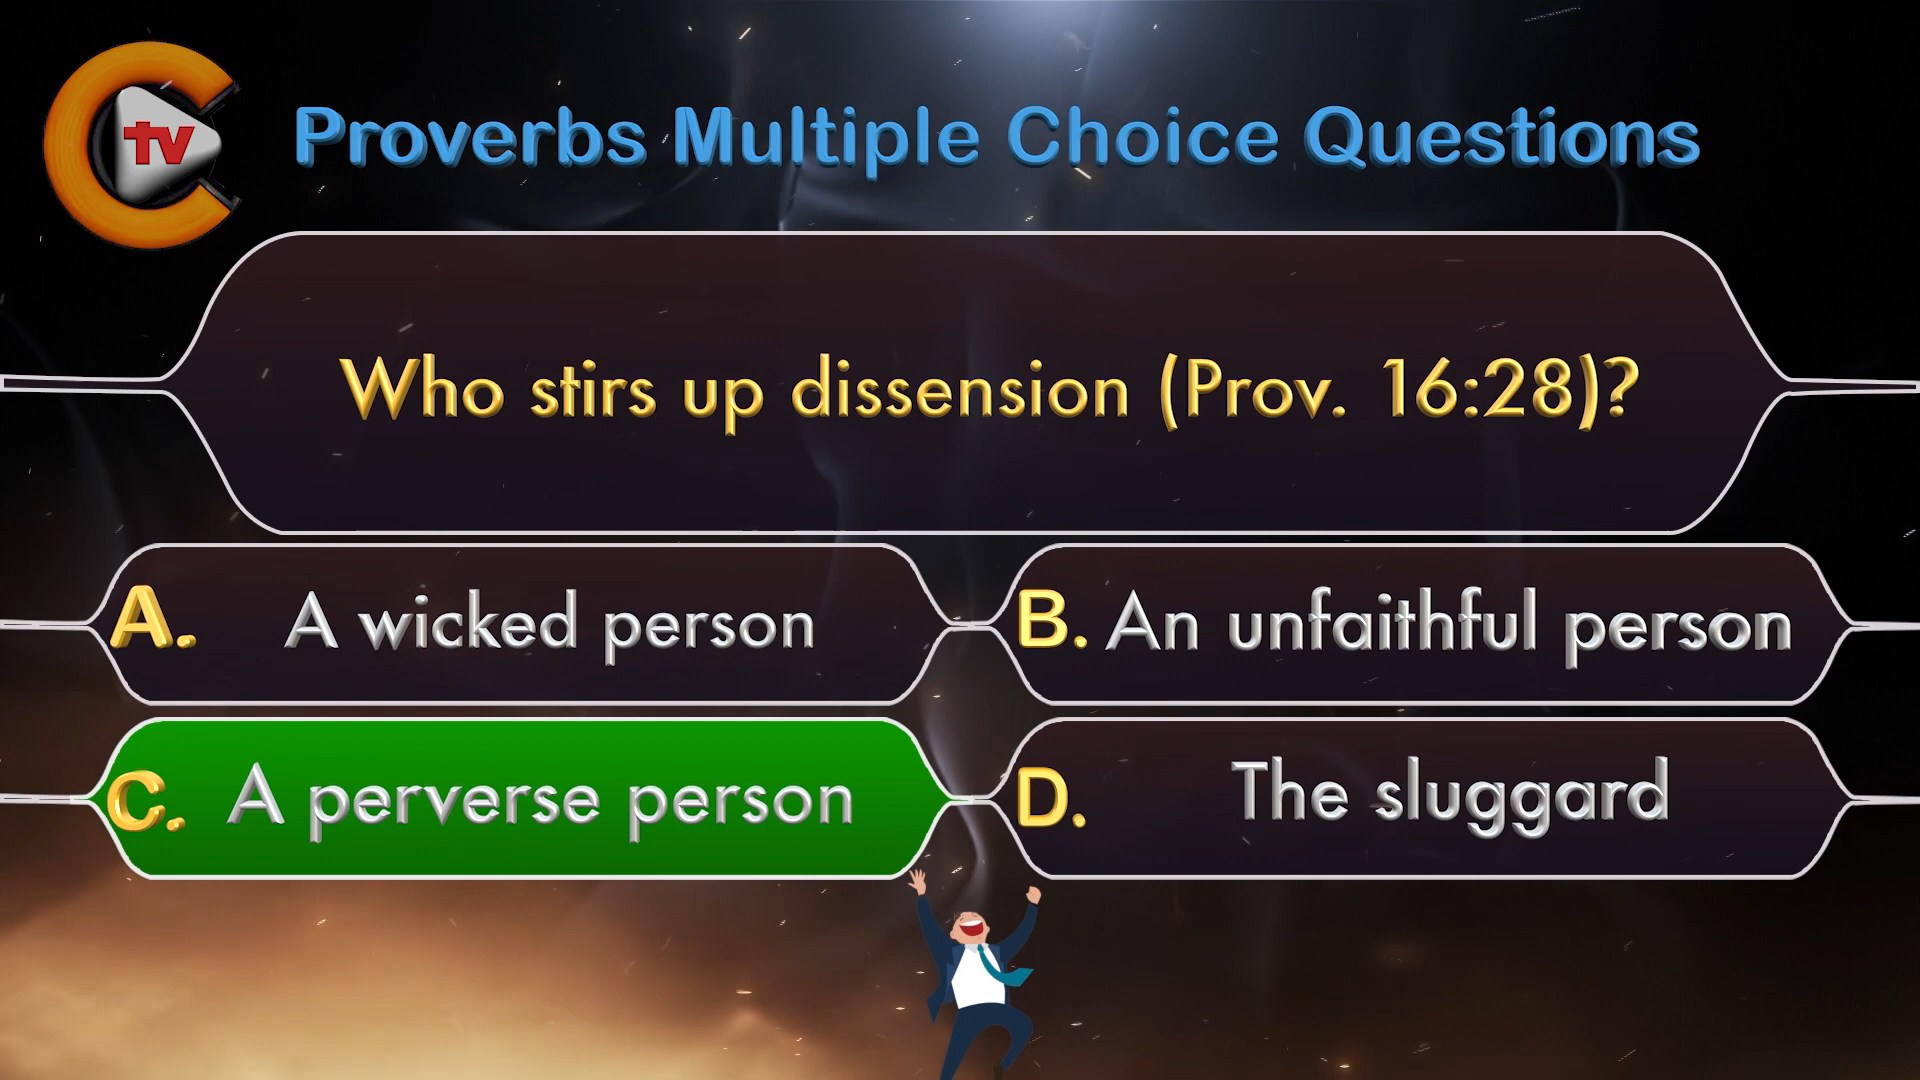 tv
Proverbs Multiple Choice Questions
Who stirs up dissension (Prov. 16:28)?
A. A wicked person
B. An unfaithful person
C. A perverse person
D. The sluggard